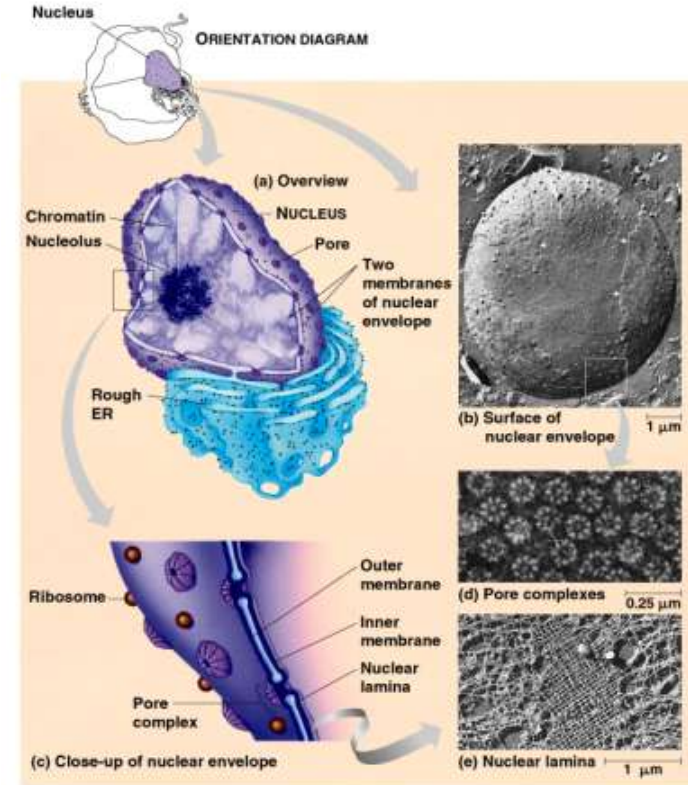 Nucleus
ORIENTATION DIAGRAM
(a) Overview
NUCLEUS
Chromatin
Nucleolus
Pore
Two
membranes
of nuclear
envelope
Rough
ER
(b) Surface of
nuclear envelope
1 μm
(d) Pore complexes
0.25 μm
Ribosome
Outer
membrane
Inner
membrane
Nuclear
lamina
Pore
complex
(c) Close-up of nuclear envelope
(e) Nuclear lamina
1 μm